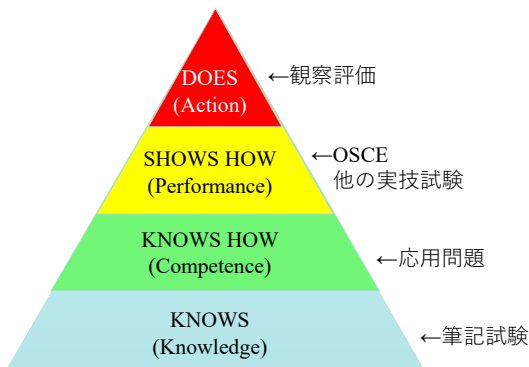 DOES
(Action)
←観察評価
SHOWS HOW
(Performance)
←OSCE
他の実技試験
KNOWS HOW
(Competence)
←応用問題
KNOWS
(Knowledge)
←筆記試験